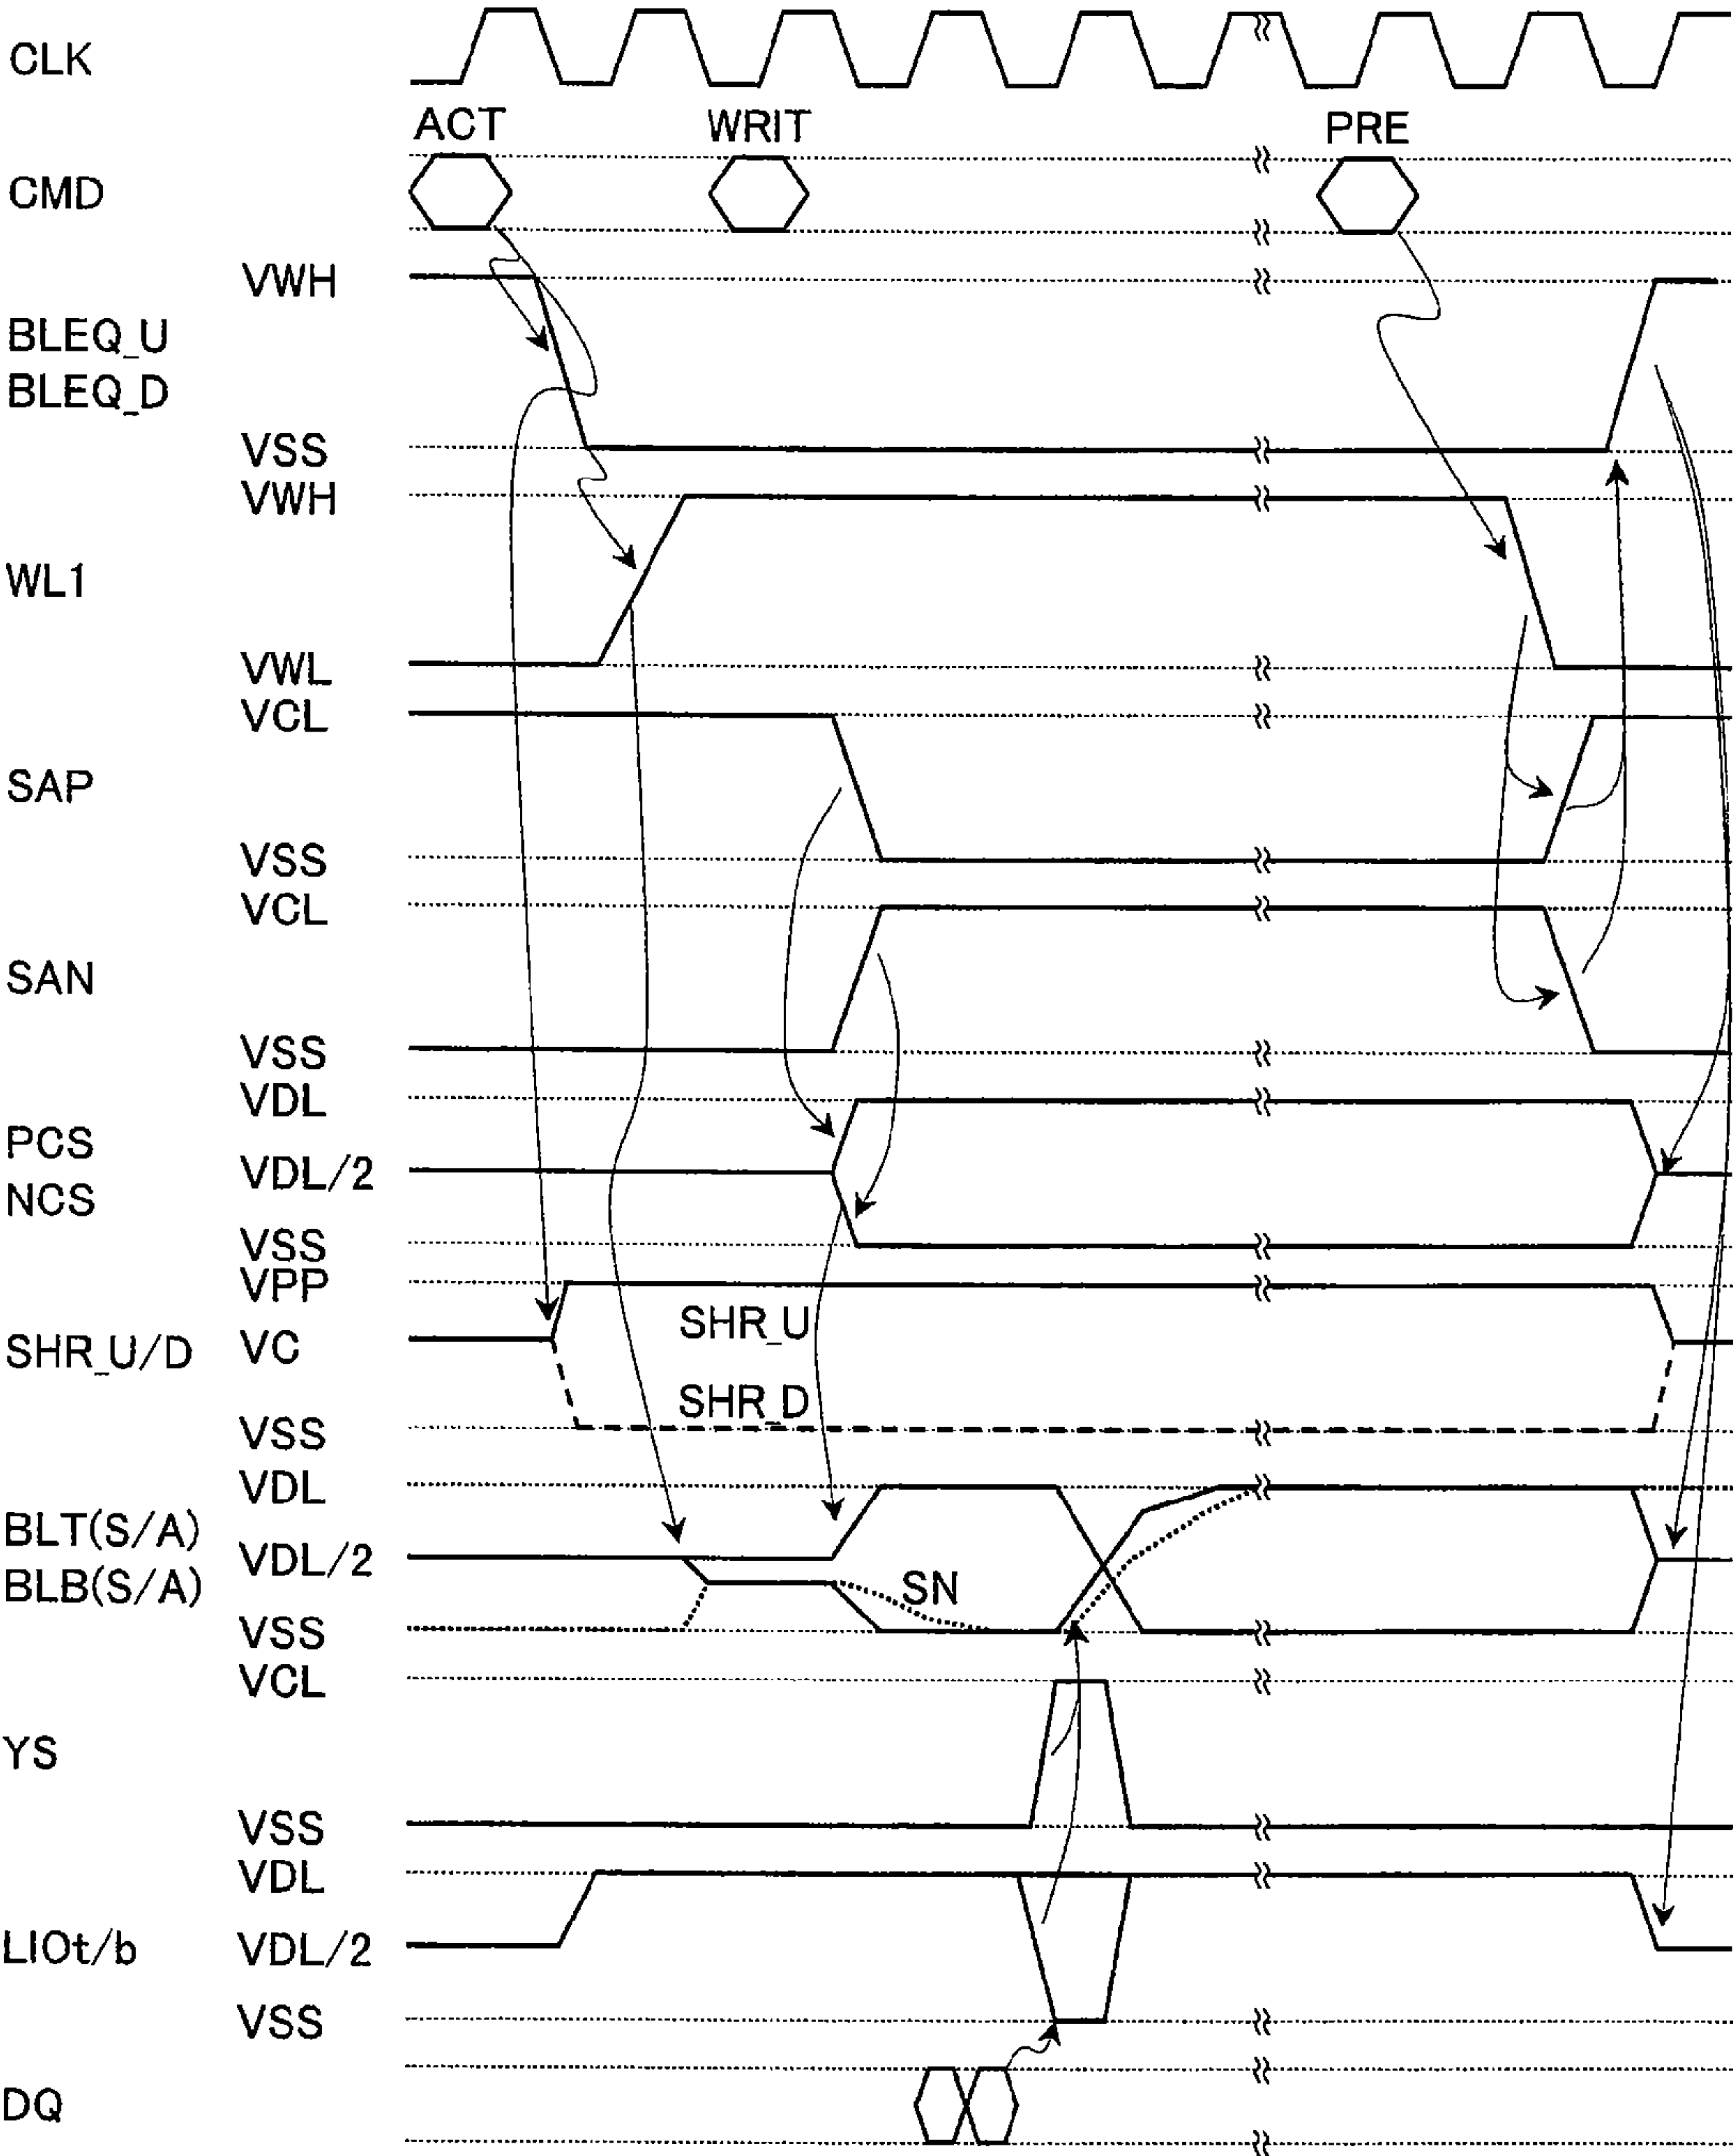 CLK
ACT WRIT PRE
CMD
VWH
BLEQ_U
BLEQ_D
VSS
VWH
WL1
VWL
VCL
SAP
VSS
VCL
SAN
VSS
VDL
PCS
VDL/2
NCS
VSS
VPP
SHR_U
SHR_U/D VC
SHR_D
VSS
VDL
BLT(S/A)
VDL/2
BLB(S/A) SN
VSS
VCL
YS
VSS
VDL
LIOt/b VDL/2
VSS
DQ